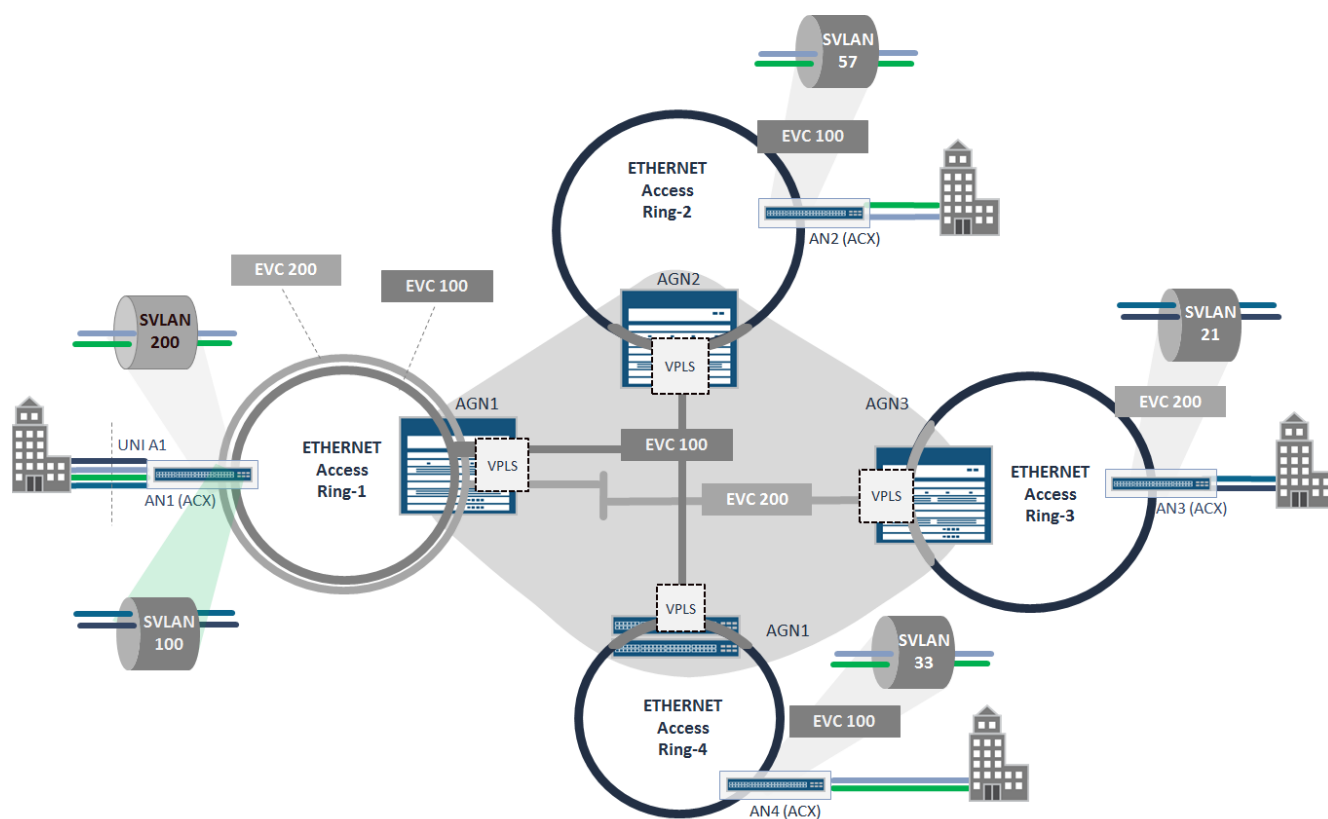 SVLAN
57
EVC 100
ETHERNET
Access
Ring-2
AN2 (ACX)
EVC 200
EVC 100
AGN2
SVLAN
200
SVLAN
21
VPLS
AGN1
AGN3
EVC 200
UNI A1
ETHERNET
Access
Ring-1
VPLS
EVC 100
ETHERNET
Access
Ring-3
VPLS
EVC 200
AN1 (ACX)
AN3 (ACX)
VPLS
SVLAN
100
AGN1
SVLAN
33
ETHERNET
Access
Ring-4
EVC 100
AN4 (ACX)